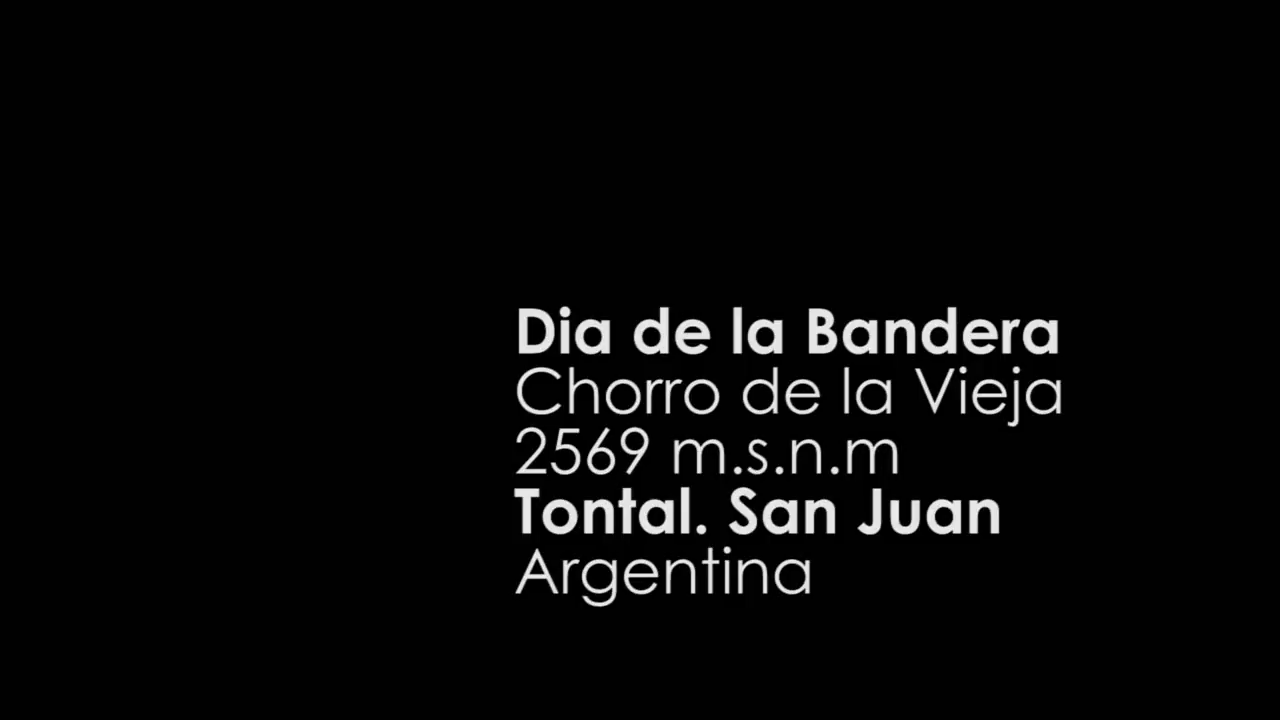 Dia de la Bandera
Chorro de la Vieja
2569 m.s.n.m
Tontal. San Juan
Argentina